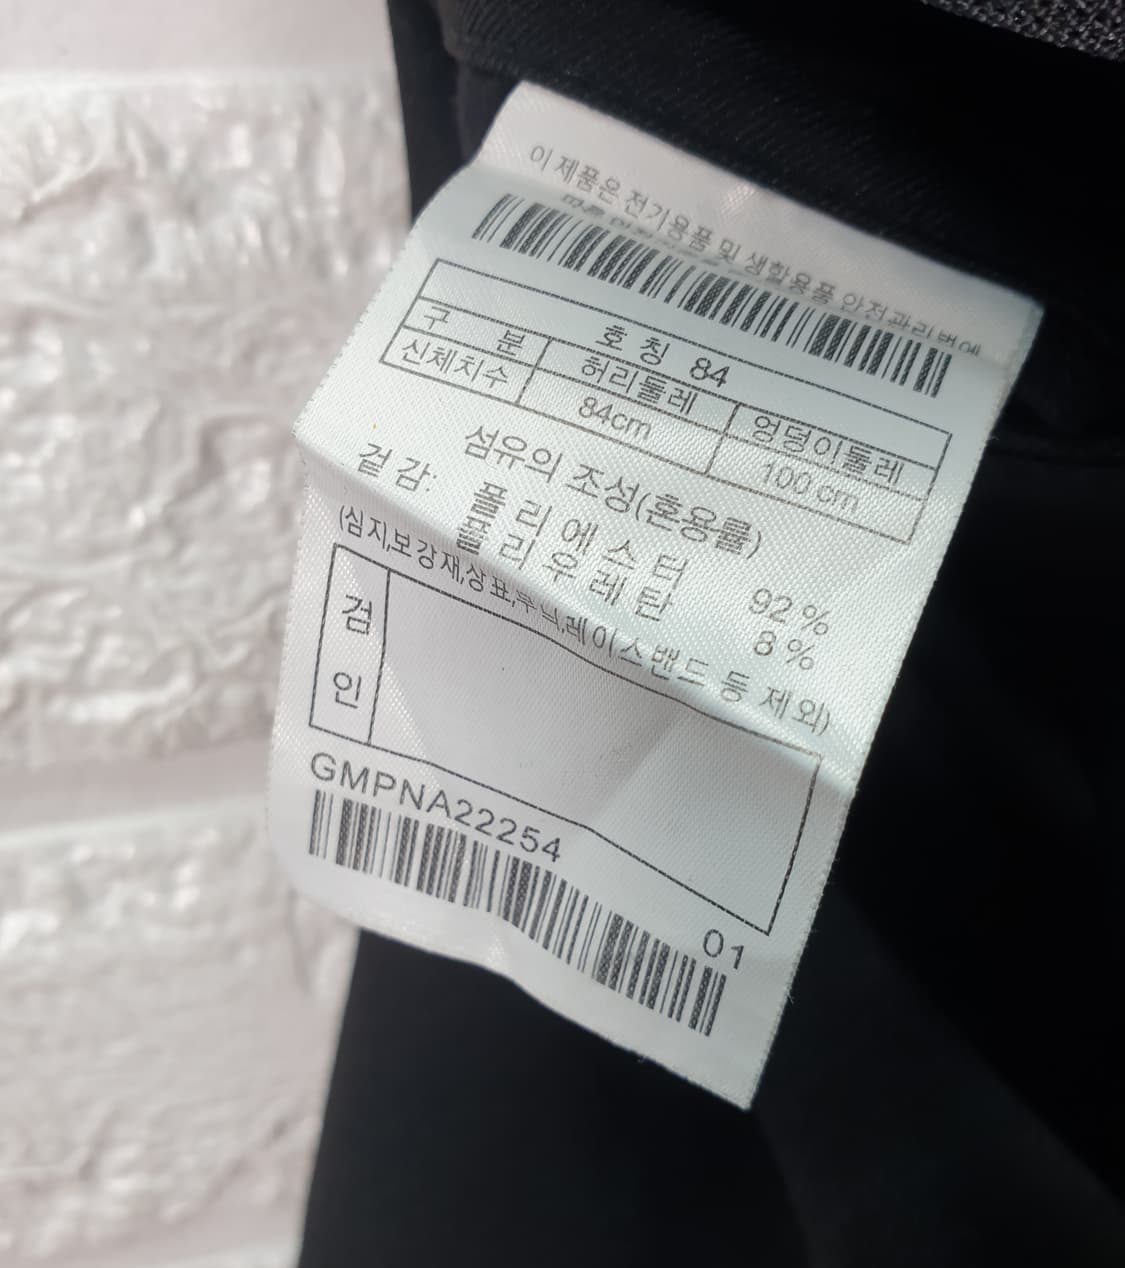 이 제품은 전기용품 및 생활용품 안전관리법에
호칭 84
구 분 허리둘레 엉덩이둘레
신체치수 84cm 100 cm
섬유의 조성(혼용률)
겉 감: 폴 리 에 스 터 92 %
폴 리 우 레 탄 8 %
(심지,보강재,상표,무늬,레이스밴드 등 제외)
검
인
GMPNA22254
01